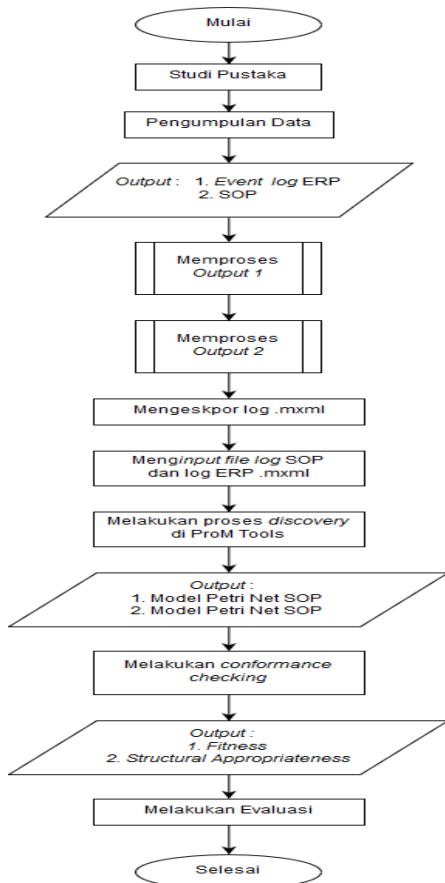 Mulai
Studi Pustaka
Pengumpulan Data
Output : 1. Event log ERP
2. SOP
Memproses
Output 1
Memproses
Output 2
Mengeskpor log .mxml
Menginput file log SOP
dan log ERP .mxml
Melakukan proses discovery
di ProM Tools
Output :
1. Model Petri Net SOP
2. Model Petri Net SOP
Melakukan conformance
checking
Output :
1. Fitness
2. Structural Appropriateness
Melakukan Evaluasi
Selesai